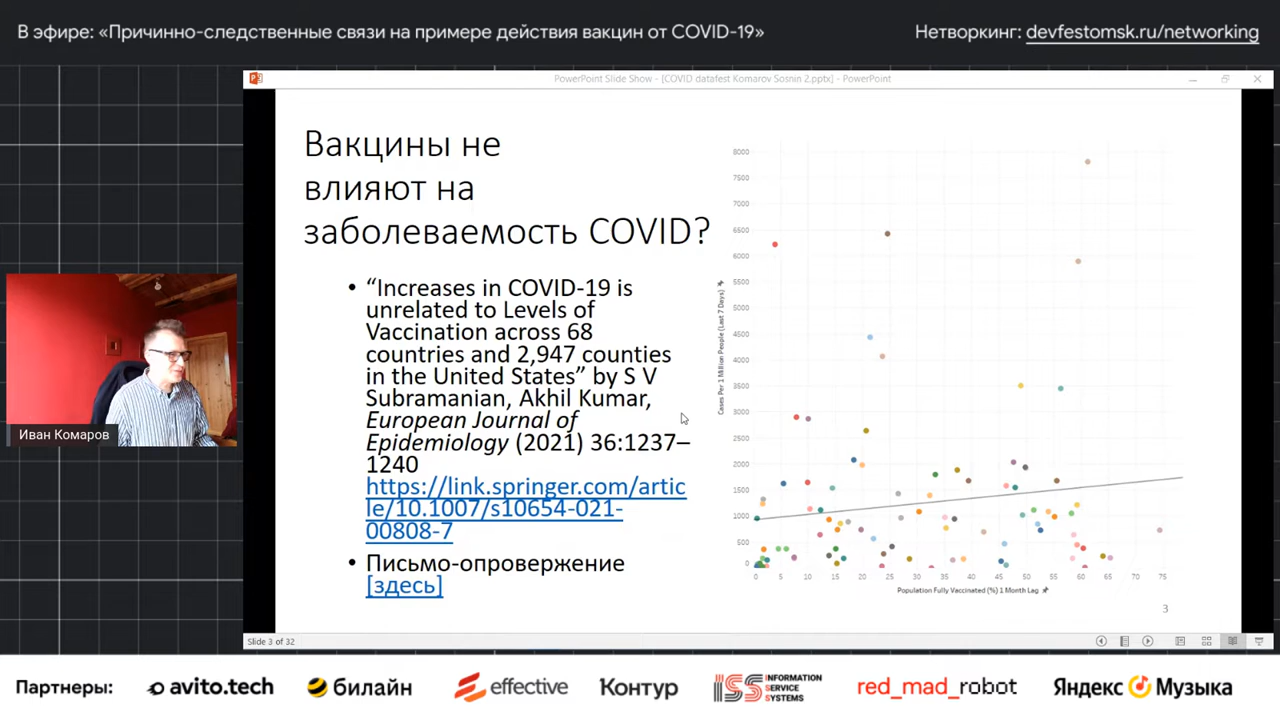 В эфире: «Причинно-следственные связи на примере действия вакцин от COVID-19»
Нетворкинг: devfestomsk.ru/networking
PowerPoint Slide Show - [COVID datafest Komarov Sosnin 2.pptx] - PowerPoint
Вакцины не
влияют на
заболеваемость COVID?
• “Increases in COVID-19 is
unrelated to Levels of
Vaccination across 68
countries and 2,947 counties
in the United States” by S V
Subramanian, Akhil Kumar,
European Journal of
Epidemiology (2021) 36:1237–
1240
https://link.springer.com/artic
le/10.1007/s10654-021-
00808-7
• Письмо-опровержение
[здесь]
Cases Per 1 Million People (Last 7 Days)
8000
7500
7000
6500
6000
5500
5000
4500
4000
3500
3000
2500
2000
1500
1000
500
0
0 5 10 15 20 25 30 35 40 45 50 55 60 65 70 75
Population Fully Vaccinated (%) 1 Month Lag
3
Иван Комаров
Slide 3 of 32
Партнеры:
avito.tech
билайн
effective
Контур
ISS INFORMATION
SERVICE
SYSTEMS
red_mad_robot
Яндекс Музыка